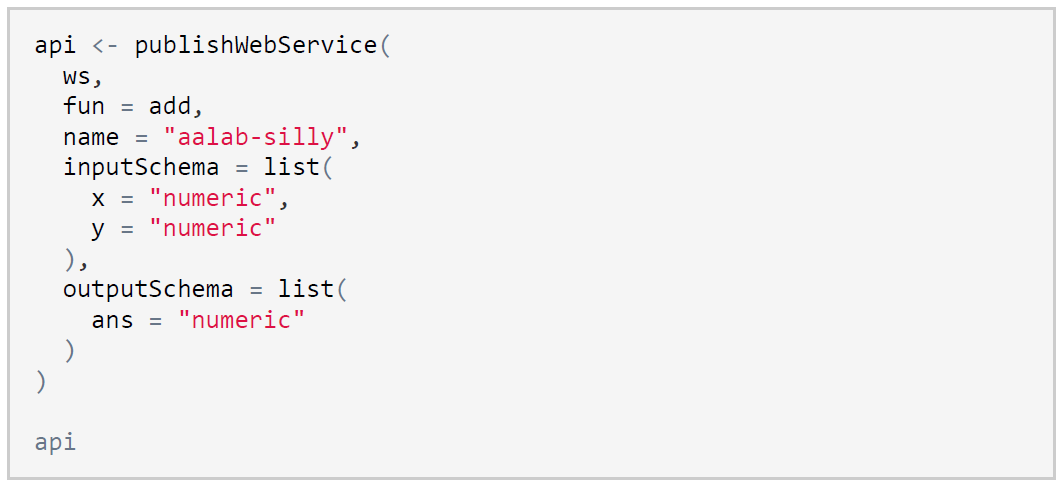 api <- publishWebService(
  ws,
  fun = add,
  name = "aalab-silly",
  inputSchema = list(
    x = "numeric",
    y = "numeric"
  ),
  outputSchema = list(
    ans = "numeric"
  )
)

api